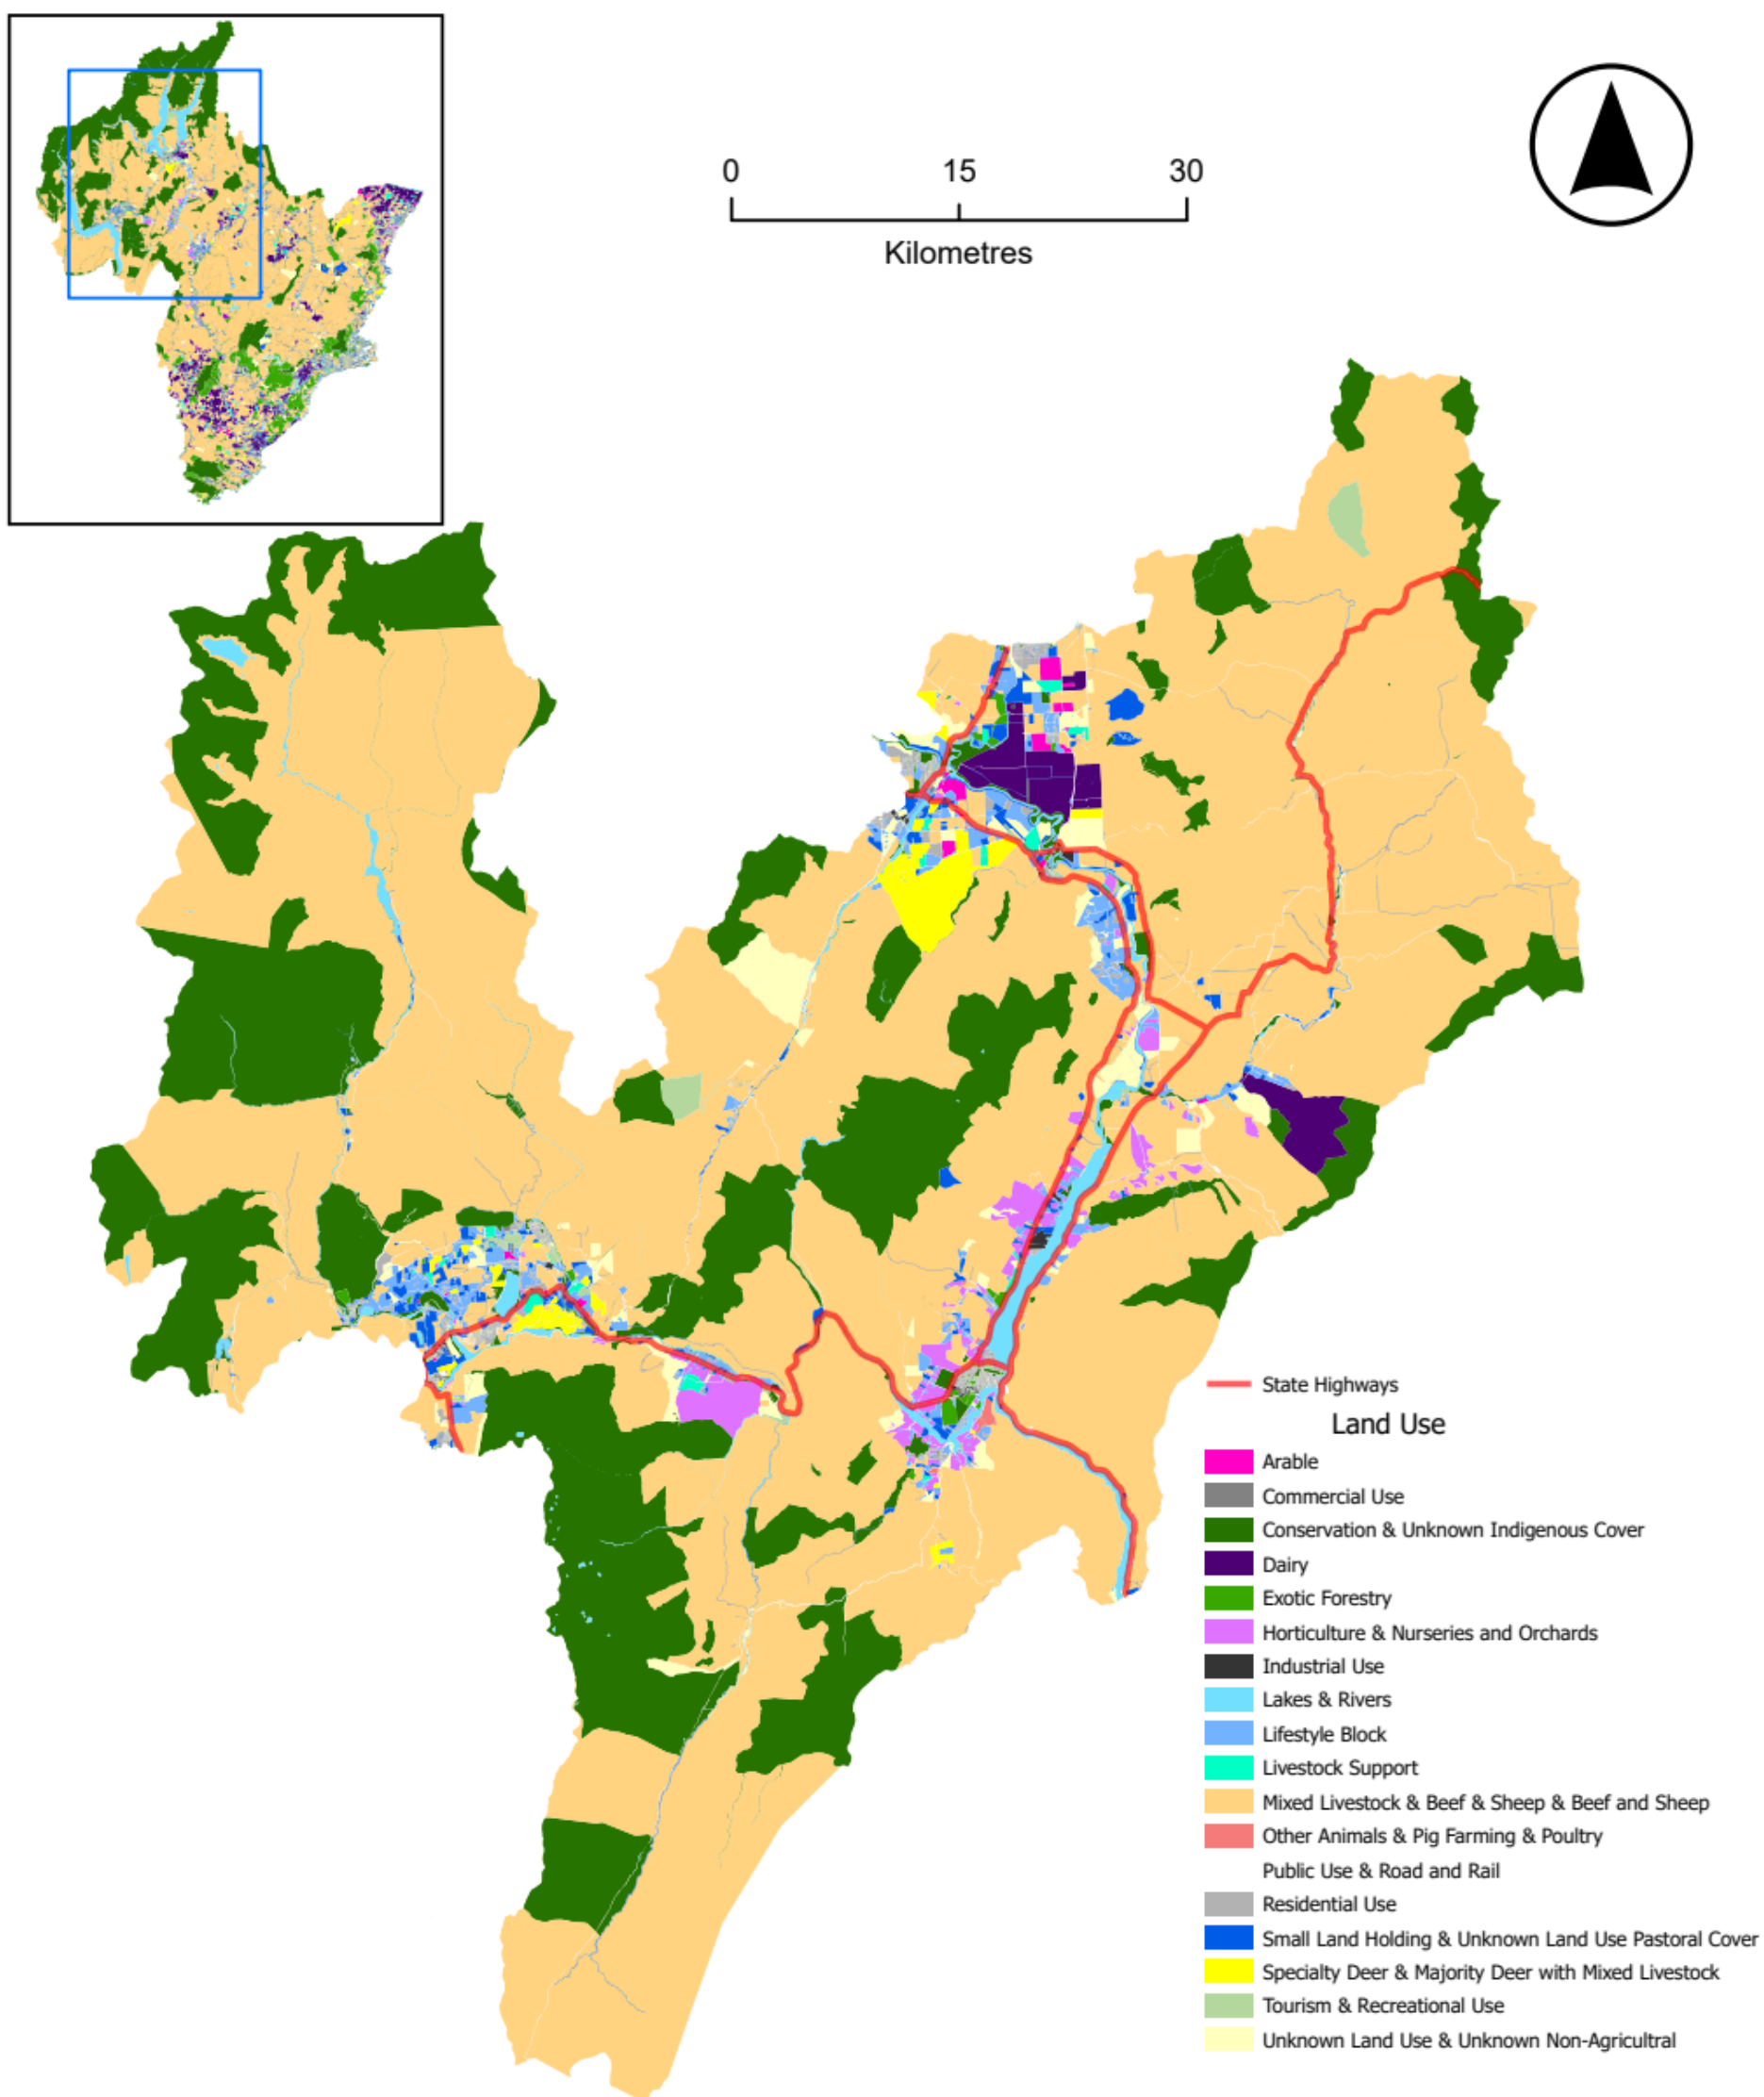 0 15 30
Kilometres
State Highways
Land Use
Arable
Commercial Use
Conservation & Unknown Indigenous Cover
Dairy
Exotic Forestry
Horticulture & Nurseries and Orchards
Industrial Use
Lakes & Rivers
Lifestyle Block
Livestock Support
Mixed Livestock & Beef & Sheep & Beef and Sheep
Other Animals & Pig Farming & Poultry
Public Use & Road and Rail
Residential Use
Small Land Holding & Unknown Land Use Pastoral Cover
Specialty Deer & Majority Deer with Mixed Livestock
Tourism & Recreational Use
Unknown Land Use & Unknown Non-Agricultral